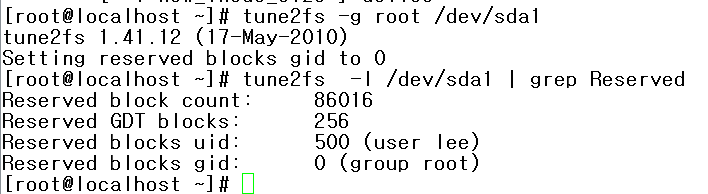 [root@localhost ~]# tune2fs -g root /dev/sda1
tune2fs 1.41.12 (17-May-2010)
Setting reserved blocks gid to 0
[root@localhost ~]# tune2fs  -l /dev/sda1 | grep Reserved
Reserved block count:     86016
Reserved GDT blocks:      256
Reserved blocks uid:      500 (user lee)
Reserved blocks gid:      0 (group root)
[root@localhost ~]#